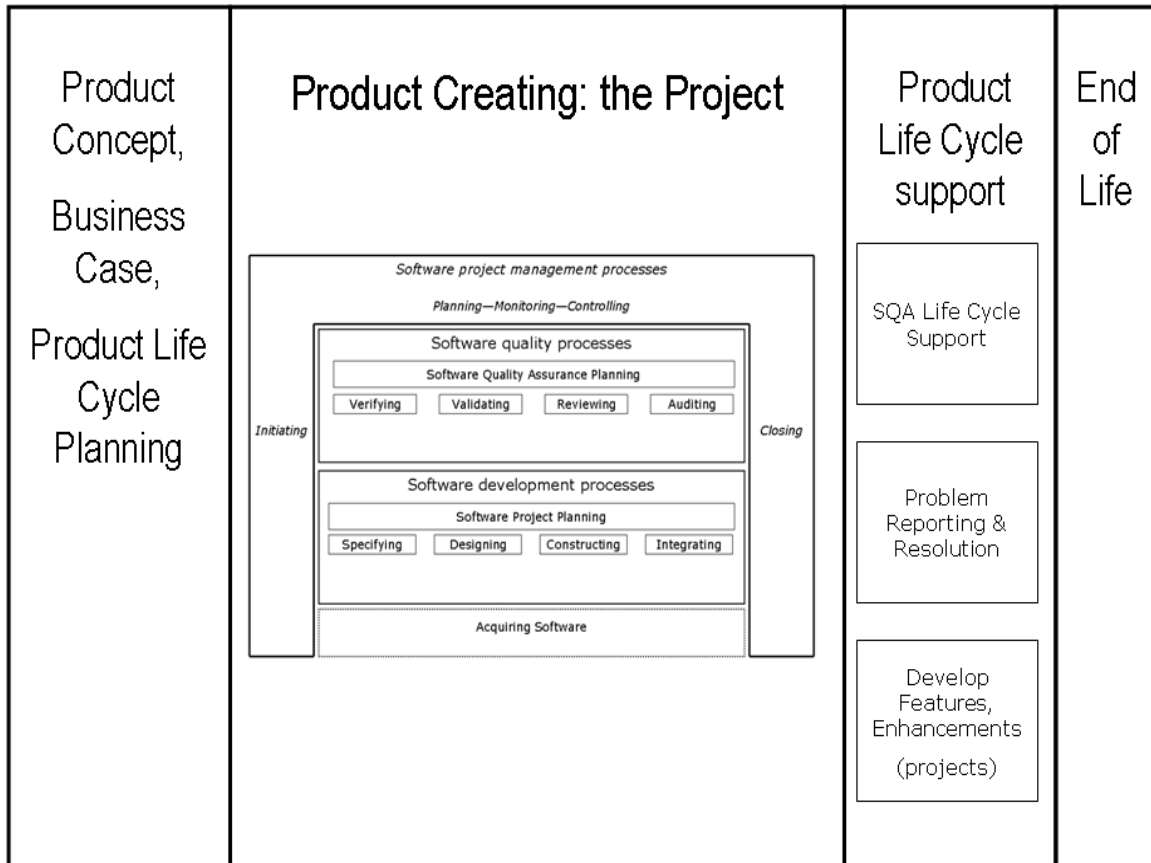 Product
Concept,
Business
Case,
Product Life
Cycle
Planning
Product Creating: the Project
Software project management processes
Planning—Monitoring—Controlling
Initiating
Software quality processes
Software Quality Assurance Planning
Verifying
Validating
Reviewing
Auditing
Software development processes
Software Project Planning
Specifying
Designing
Constructing
Integrating
Acquiring Software
Closing
Product
Life Cycle
support
SQA Life Cycle
Support
Problem
Reporting &
Resolution
Develop
Features,
Enhancements
(projects)
End
of
Life